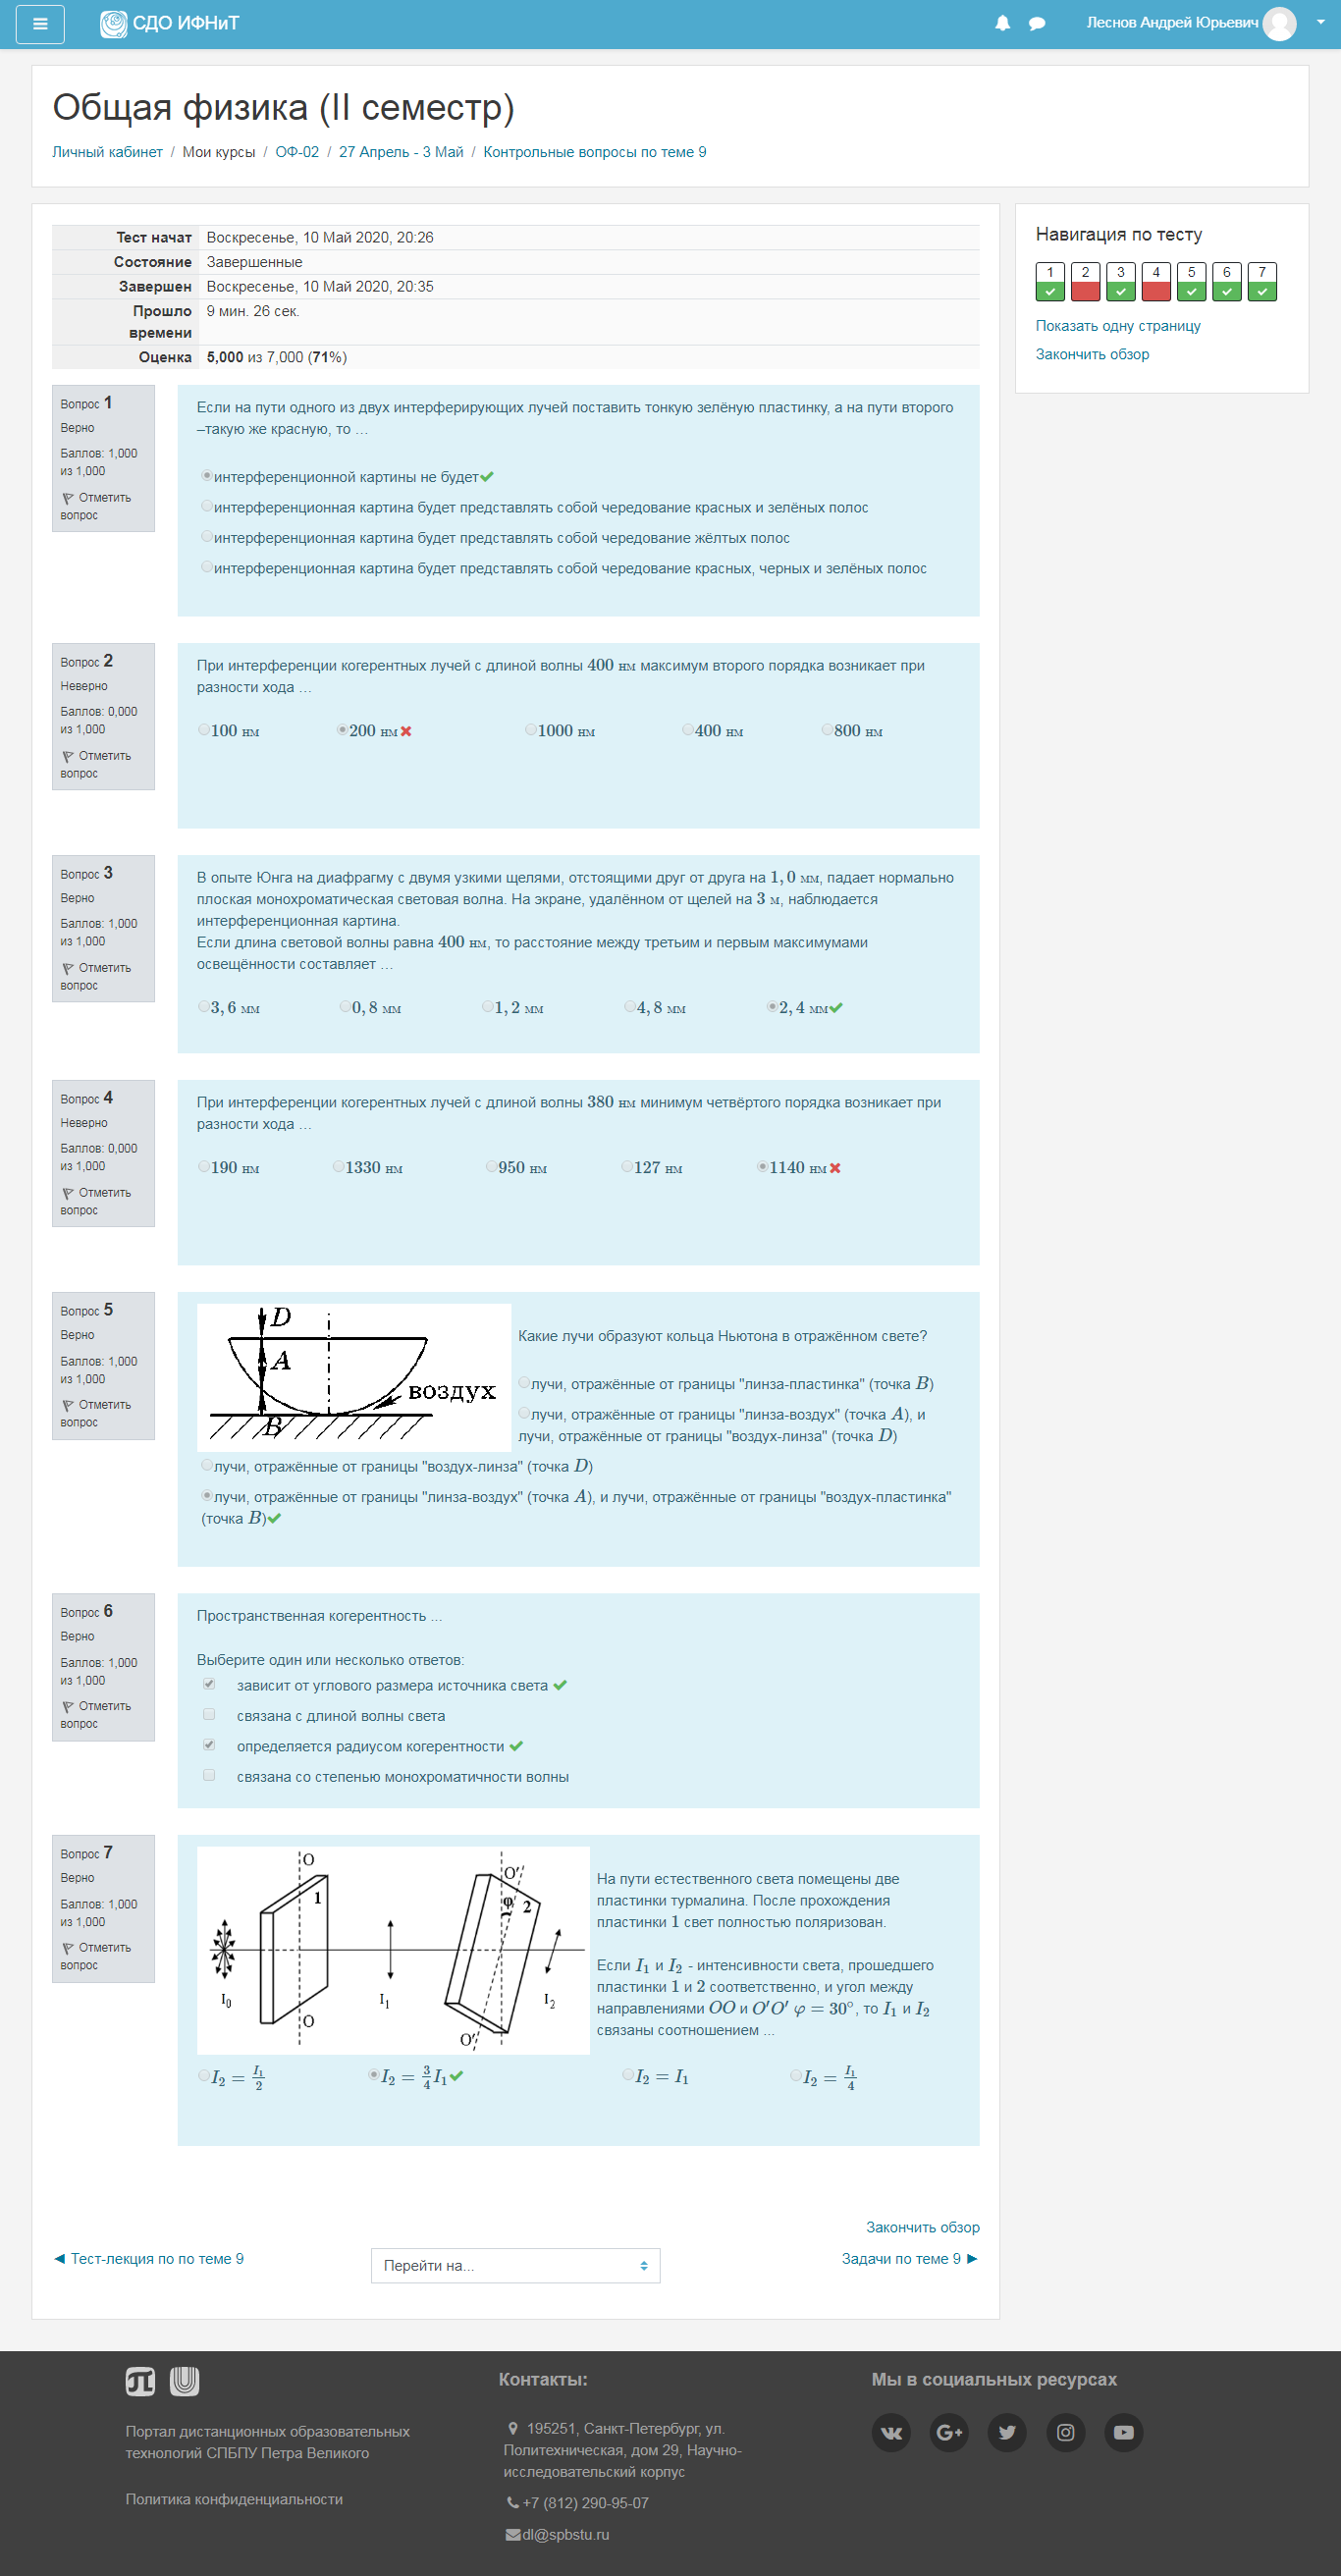 СДО ИФНиТ
Леснов Андрей Юрьевич
Общая физика (II семестр)
Личный кабинет / Мои курсы / ОФ-02 / 27 Апрель - 3 Май / Контрольные вопросы по теме 9
Тест начат Воскресенье, 10 Май 2020, 20:26
Состояние Завершенные
Завершен Воскресенье, 10 Май 2020, 20:35
Прошло времени 9 мин. 26 сек.
Оценка 5,000 из 7,000 (71%)
Навигация по тесту
1 2 3 4 5 6 7
Показать одну страницу
Закончить обзор
Вопрос 1
Верно
Баллов: 1,000
из 1,000
Отметить
вопрос
Если на пути одного из двух интерферирующих лучей поставить тонкую зелёную пластинку, а на пути второго
–такую же красную, то …
интерференционной картины не будет
интерференционная картина будет представлять собой чередование красных и зелёных полос
интерференционная картина будет представлять собой чередование жёлтых полос
интерференционная картина будет представлять собой чередование красных, черных и зелёных полос
Вопрос 2
Неверно
Баллов: 0,000
из 1,000
Отметить
вопрос
При интерференции когерентных лучей с длиной волны 400 нм максимум второго порядка возникает при
разности хода …
100 нм 200 нм 1000 нм 400 нм 800 нм
Вопрос 3
Верно
Баллов: 1,000
из 1,000
Отметить
вопрос
В опыте Юнга на диафрагму с двумя узкими щелями, отстоящими друг от друга на 1,0 мм, падает нормально
плоская монохроматическая световая волна. На экране, удалённом от щелей на 3 м, наблюдается
интерференционная картина.
Если длина световой волны равна 400 нм, то расстояние между третьим и первым максимумами
освещённости составляет …
3,6 мм 0,8 мм 1,2 мм 4,8 мм 2,4 мм
Вопрос 4
Неверно
Баллов: 0,000
из 1,000
Отметить
вопрос
При интерференции когерентных лучей с длиной волны 380 нм минимум четвёртого порядка возникает при
разности хода …
190 нм 1330 нм 950 нм 127 нм 1140 нм
Вопрос 5
Верно
Баллов: 1,000
из 1,000
Отметить
вопрос
D
A
воздух
B
Какие лучи образуют кольца Ньютона в отражённом свете?
лучи, отражённые от границы "линза-пластинка" (точка B)
лучи, отражённые от границы "линза-воздух" (точка A), и
лучи, отражённые от границы "воздух-линза" (точка D)
лучи, отражённые от границы "воздух-линза" (точка D)
лучи, отражённые от границы "линза-воздух" (точка A), и лучи, отражённые от границы "воздух-пластинка"
(точка B)
Вопрос 6
Верно
Баллов: 1,000
из 1,000
Отметить
вопрос
Пространственная когерентность ...
Выберите один или несколько ответов:
зависит от углового размера источника света
связана с длиной волны света
определяется радиусом когерентности
связана со степенью монохроматичности волны
Вопрос 7
Верно
Баллов: 1,000
из 1,000
Отметить
вопрос
O O'
1 φ 2
I0 I1 I2
O O'
На пути естественного света помещены две
пластинки турмалина. После прохождения
пластинки 1 свет полностью поляризован.
Если I₁ и I₂ - интенсивности света, прошедшего
пластинки 1 и 2 соответственно, и угол между
направлениями OO и O′O′ φ = 30°, то I₁ и I₂
связаны соотношением ...
I₂ = I₁/2 I₂ = 3/4 I₁ I₂ = I₁ I₂ = I₁/4
Закончить обзор
◄ Тест-лекция по по теме 9
Перейти на...
Задачи по теме 9 ►
Портал дистанционных образовательных
технологий СПБПУ Петра Великого
Политика конфиденциальности
Контакты:
195251, Санкт-Петербург, ул.
Политехническая, дом 29, Научно-
исследовательский корпус
+7 (812) 290-95-07
dl@spbstu.ru
Мы в социальных ресурсах